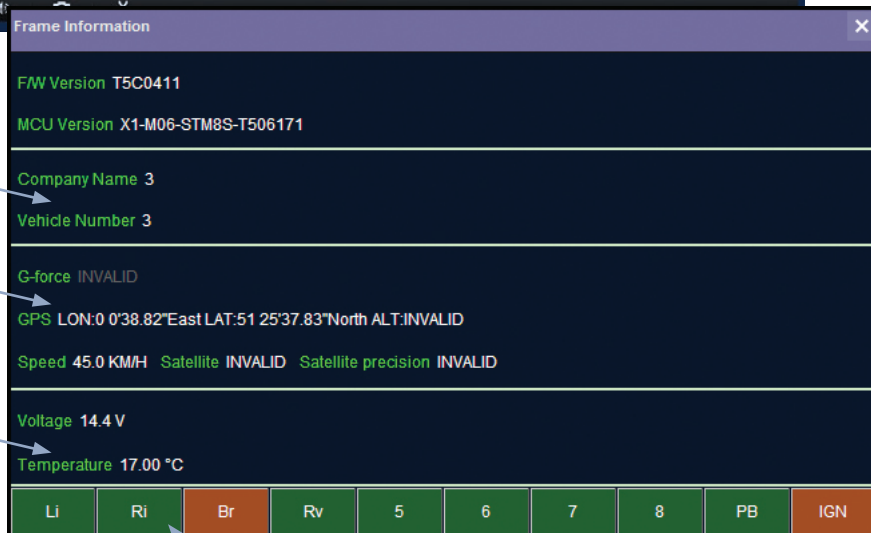 Frame Information
F/W Version T5C0411
MCU Version X1-M06-STM8S-T506171
Company Name 3
Vehicle Number 3
G-force INVALID
GPS LON:0 0'38.82"East LAT:51 25'37.83"North ALT:INVALID
Speed 45.0 KM/H Satellite INVALID Satellite precision INVALID
Voltage 14.4 V
Temperature 17.00 °C
Li Ri Br Rv 5 6 7 8 PB IGN